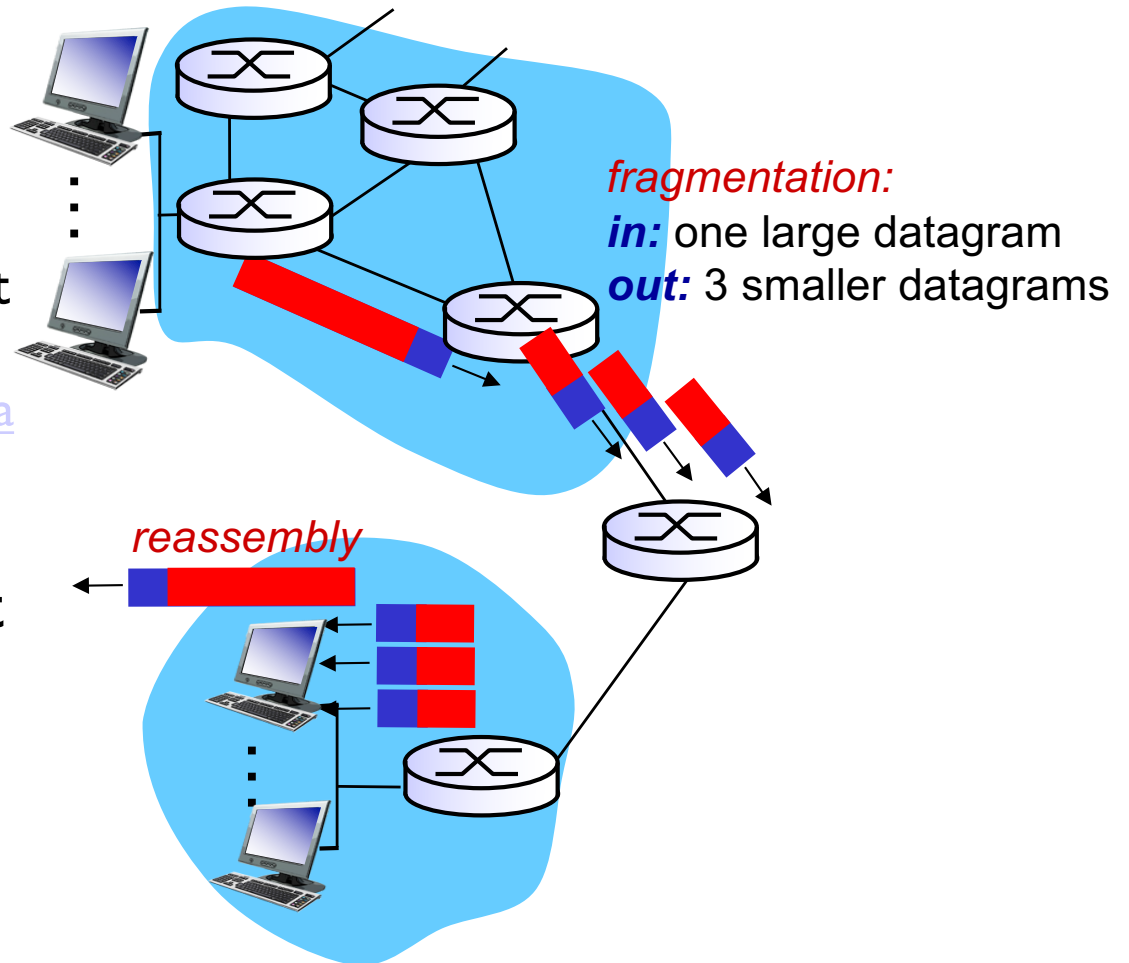 fragmentation:
in: one large datagram
out: 3 smaller datagrams
t
a
reassembly
t